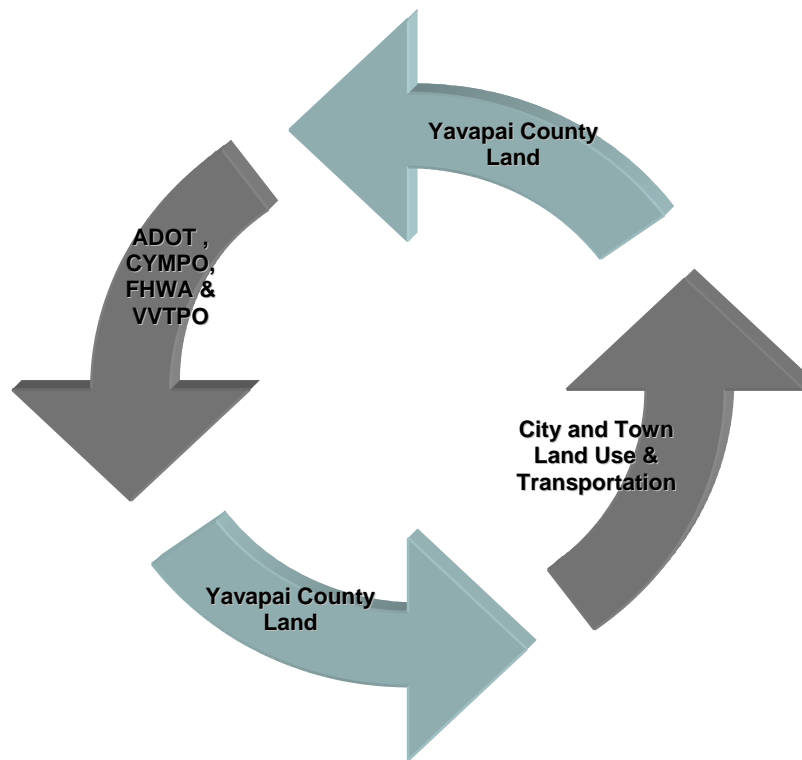 Yavapai County
Land
ADOT ,
CYMPO,
FHWA &
VVTPO
City and Town
Land Use &
Transportation
Yavapai County
Land